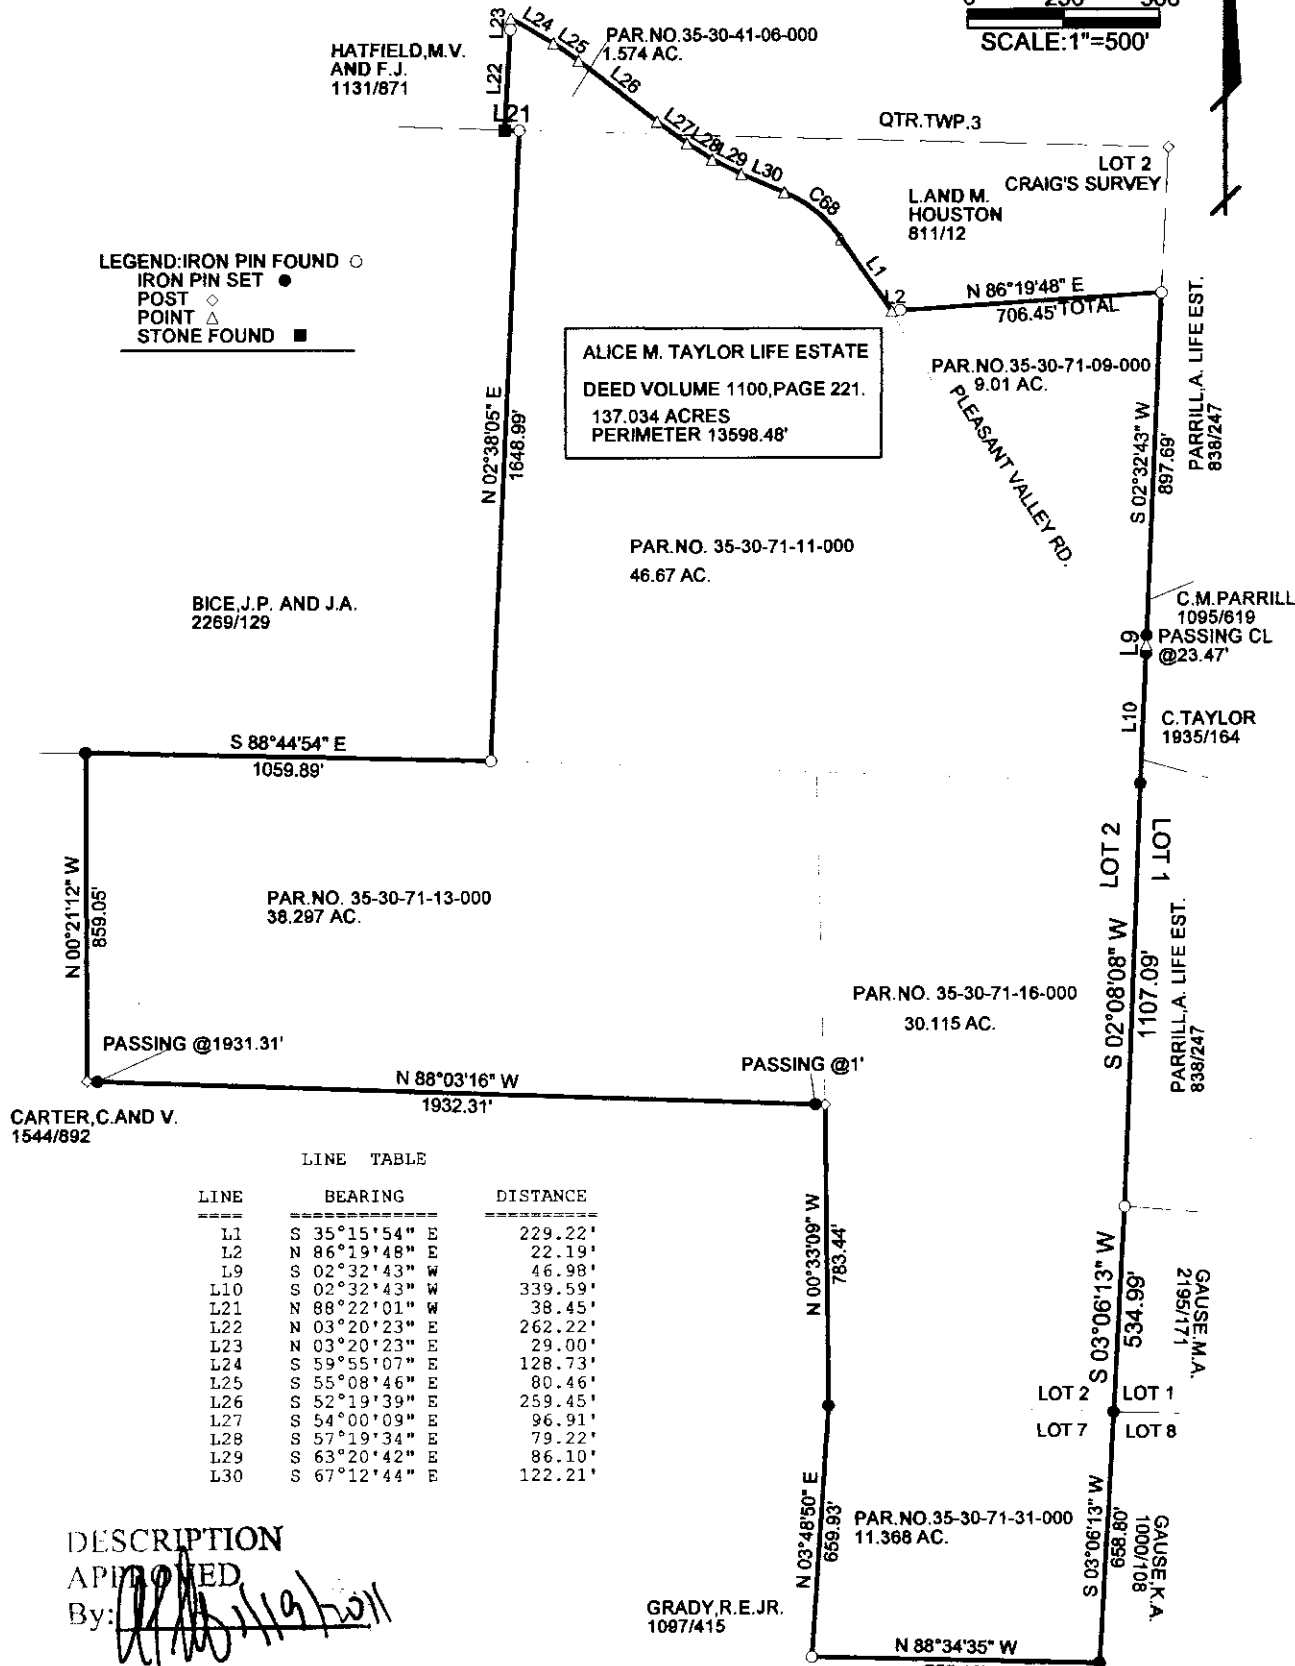 0 250 500
SCALE:1"=500'
HATFIELD,M.V.
AND F.J.
1131/871
L23
L24
L25
PAR.NO.35-30-41-06-000
1.574 AC.
L22
L26
L21
L27
L28
L29
L30
QTR.TWP.3
LOT 2
CRAIG'S SURVEY
C68
L.AND M.
HOUSTON
811/12
L1
L2
N 86°19'48" E
706.45' TOTAL
LEGEND:IRON PIN FOUND ○
IRON PIN SET ●
POST ◇
POINT △
STONE FOUND ■
ALICE M. TAYLOR LIFE ESTATE
DEED VOLUME 1100,PAGE 221.
137.034 ACRES
PERIMETER 13598.48'
PAR.NO.35-30-71-09-000
9.01 AC.
PLEASANT VALLEY RD.
S 02°32'43" W
897.69'
PARRILL,A. LIFE EST.
838/247
N 02°38'05" E
1648.99'
PAR.NO. 35-30-71-11-000
46.67 AC.
BICE,J.P. AND J.A.
2269/129
C.M.PARRILL
1095/619
L9
PASSING CL
@23.47'
L10
C.TAYLOR
1935/164
S 88°44'54" E
1059.89'
N 00°21'12" W
859.05'
PAR.NO. 35-30-71-13-000
38.297 AC.
LOT 2
LOT 1
S 02°08'08" W
1107.09'
PARRILL,A. LIFE EST.
838/247
PAR.NO. 35-30-71-16-000
30.115 AC.
PASSING @1931.31'
PASSING @1'
N 88°03'16" W
1932.31'
CARTER,C.AND V.
1544/892
LINE TABLE
LINE BEARING DISTANCE
==== ============= ==========
L1 S 35°15'54" E 229.22'
L2 N 86°19'48" E 22.19'
L9 S 02°32'43" W 46.98'
L10 S 02°32'43" W 339.59'
L21 N 88°22'01" W 38.45'
L22 N 03°20'23" E 262.22'
L23 N 03°20'23" E 29.00'
L24 S 59°55'07" E 128.73'
L25 S 55°08'46" E 80.46'
L26 S 52°19'39" E 259.45'
L27 S 54°00'09" E 96.91'
L28 S 57°19'34" E 79.22'
L29 S 63°20'42" E 86.10'
L30 S 67°12'44" E 122.21'
N 00°33'09" W
783.44'
S 03°06'13" W
534.99'
GAUSE,M.A.
2195/171
LOT 2 LOT 1
LOT 7 LOT 8
N 03°48'50" E
659.93'
PAR.NO.35-30-71-31-000
11.368 AC.
S 03°06'13" W
658.80'
GAUSE,K.A.
1000/108
DESCRIPTION
APPROVED
By:
GRADY,R.E.JR.
1097/415
N 88°34'35" W